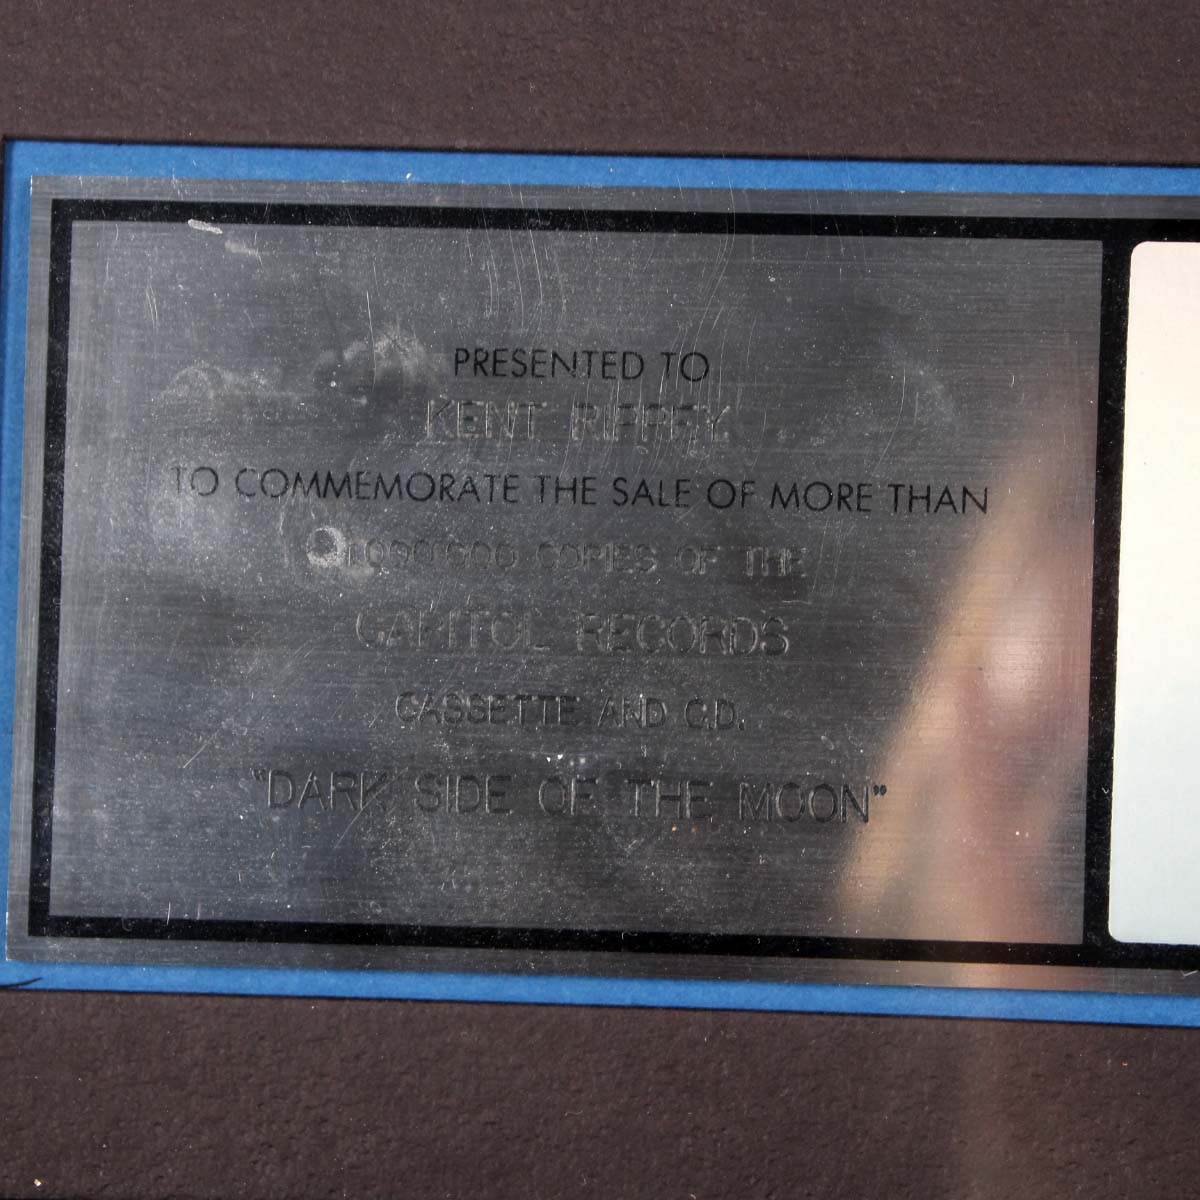 PRESENTED TO
KENT RIPPEY
TO COMMEMORATE THE SALE OF MORE THAN
COPIES OF THE
CAPITOL RECORDS
CASSETTE AND C.D.
"DARK SIDE OF THE MOON"